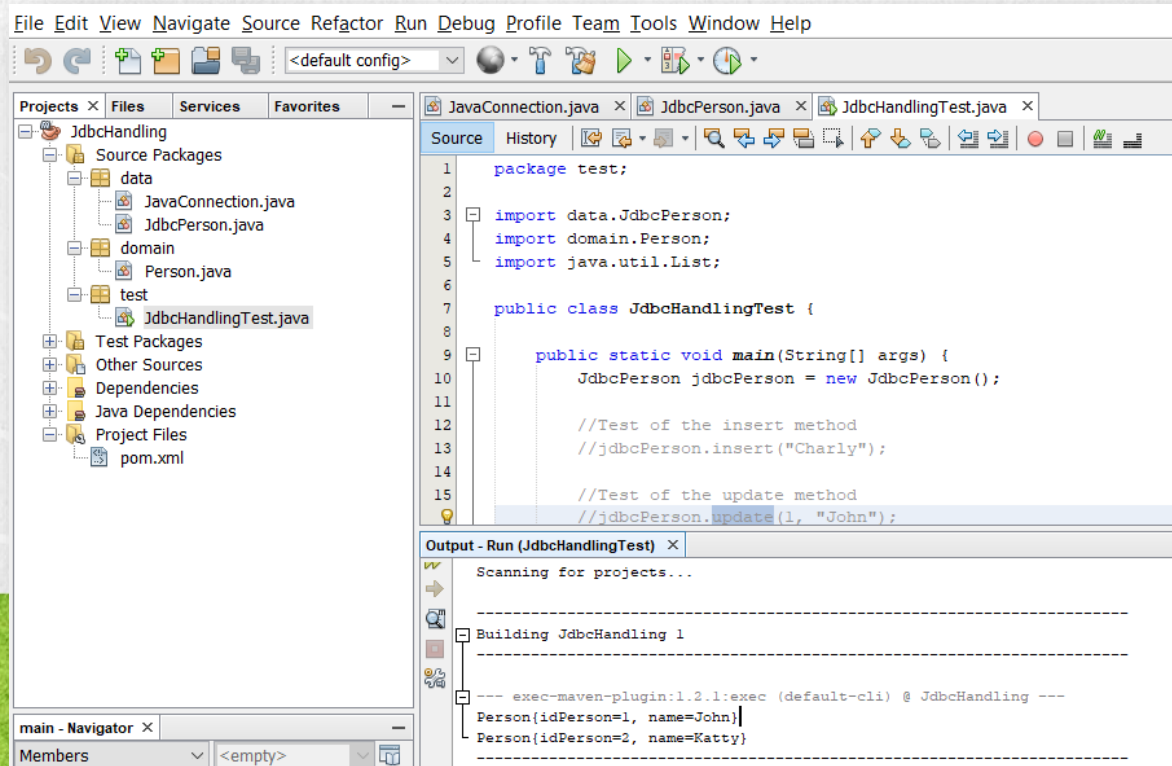 File Edit View Navigate Source Refactor Run Debug Profile Team Tools Window Help
<default config>
Projects Files Services Favorites
JdbcHandling
Source Packages
data
JavaConnection.java
JdbcPerson.java
domain
Person.java
test
JdbcHandlingTest.java
Test Packages
Other Sources
Dependencies
Java Dependencies
Project Files
pom.xml
main - Navigator
Members <empty>
JavaConnection.java JdbcPerson.java JdbcHandlingTest.java
Source History
1 package test;
2
3 import data.JdbcPerson;
4 import domain.Person;
5 import java.util.List;
6
7 public class JdbcHandlingTest {
8
9 public static void main(String[] args) {
10 JdbcPerson jdbcPerson = new JdbcPerson();
11
12 //Test of the insert method
13 //jdbcPerson.insert("Charly");
14
15 //Test of the update method
//jdbcPerson.update(1, "John");
Output - Run (JdbcHandlingTest)
Scanning for projects...
------------------------------------------------------------------------
Building JdbcHandling 1
------------------------------------------------------------------------
--- exec-maven-plugin:1.2.1:exec (default-cli) @ JdbcHandling ---
Person{idPerson=1, name=John}
Person{idPerson=2, name=Katty}
------------------------------------------------------------------------